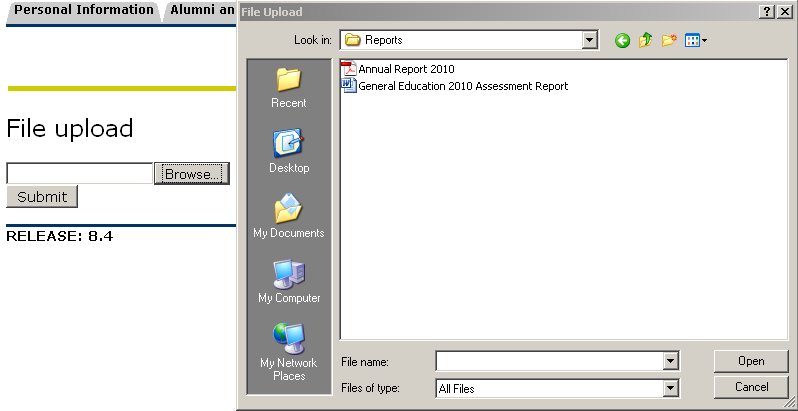 Personal Information
Alumni an
File upload
Browse...
Submit
RELEASE: 8.4
File Upload
Look in:
Reports
Recent
Desktop
My Documents
My Computer
My Network
Places
Annual Report 2010
General Education 2010 Assessment Report
File name:
Open
Files of type:
All Files
Cancel